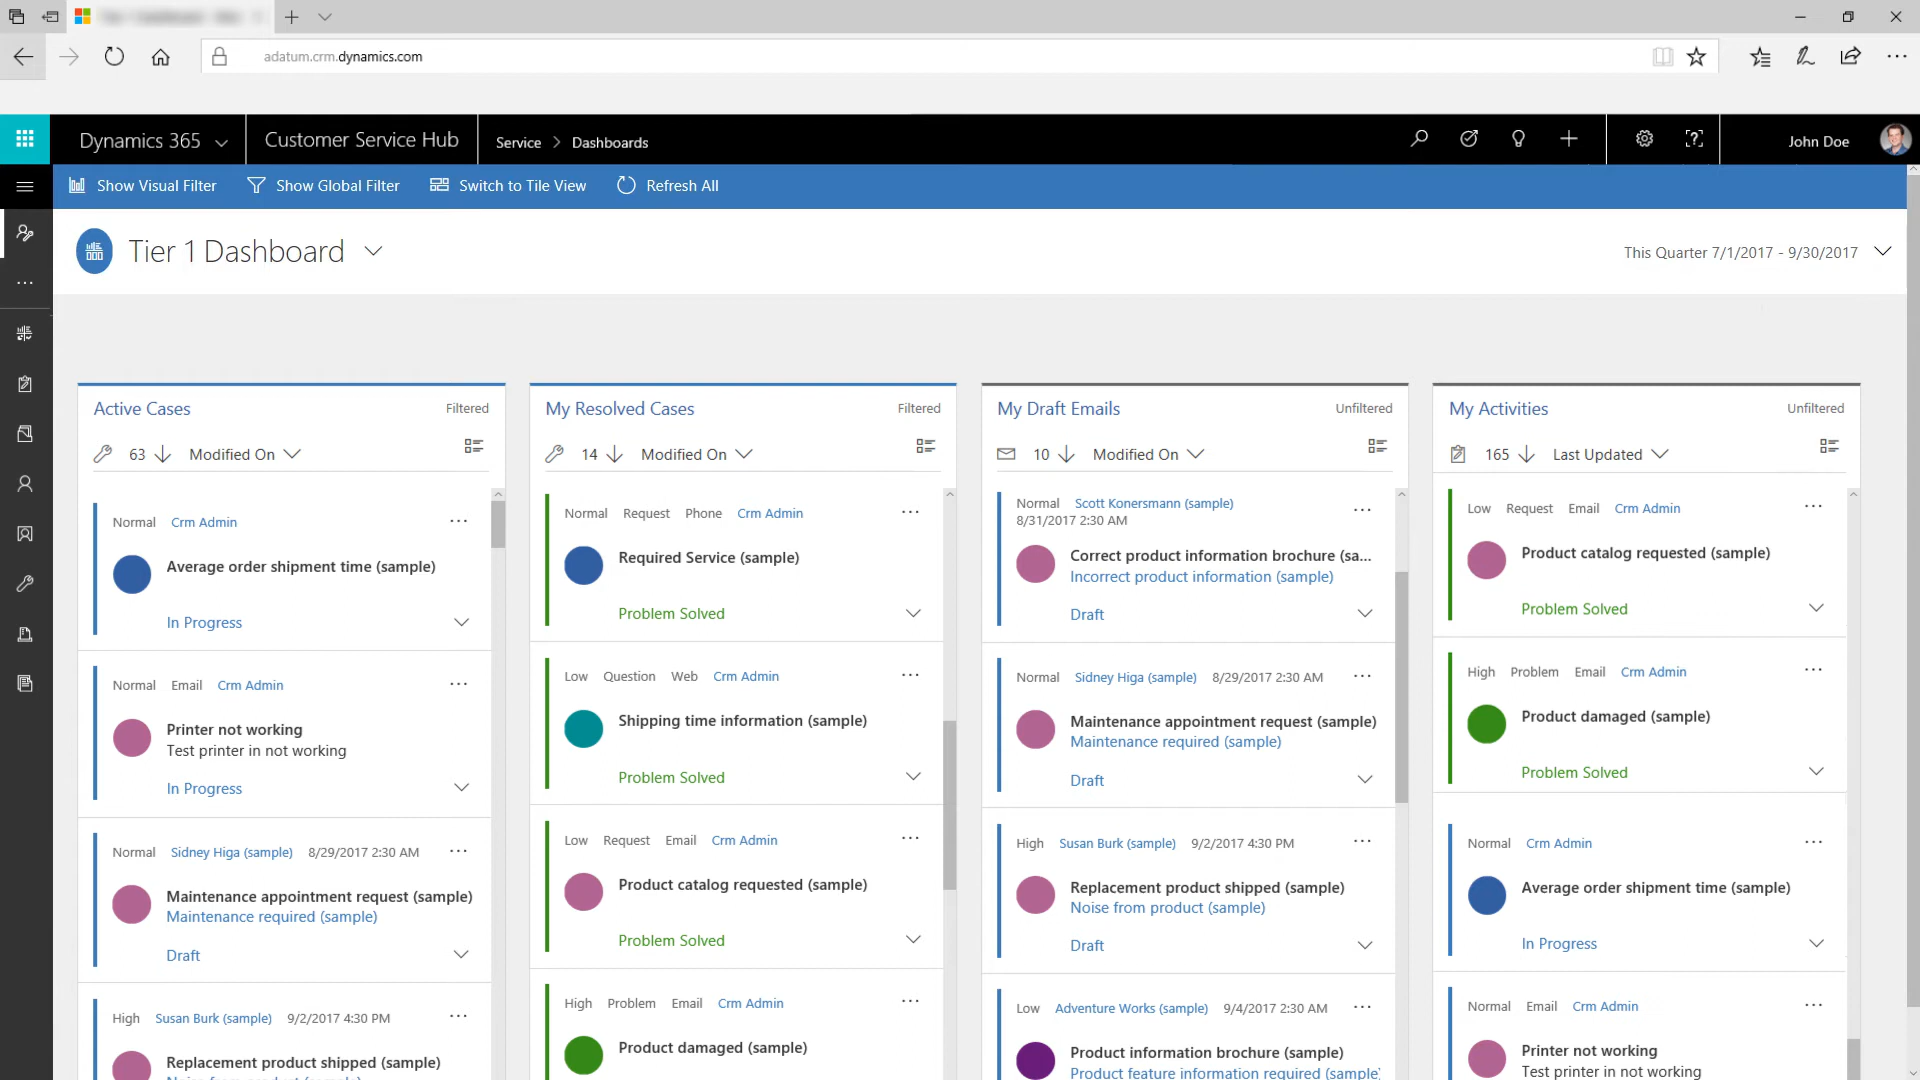 adatum.crm.dynamics.com
Dynamics 365
Customer Service Hub
Service > Dashboards
John Doe
Show Visual Filter
Show Global Filter
Switch to Tile View
Refresh All
Tier 1 Dashboard
This Quarter 7/1/2017 - 9/30/2017
Active Cases
Filtered
63
Modified On
Normal Crm Admin
Average order shipment time (sample)
In Progress
Normal Email Crm Admin
Printer not working
Test printer in not working
In Progress
Normal Sidney Higa (sample) 8/29/2017 2:30 AM
Maintenance appointment request (sample)
Maintenance required (sample)
Draft
High Susan Burk (sample) 9/2/2017 4:30 PM
Replacement product shipped (sample)
My Resolved Cases
Filtered
14
Modified On
Normal Request Phone Crm Admin
Required Service (sample)
Problem Solved
Low Question Web Crm Admin
Shipping time information (sample)
Problem Solved
Low Request Email Crm Admin
Product catalog requested (sample)
Problem Solved
High Problem Email Crm Admin
Product damaged (sample)
My Draft Emails
Unfiltered
10
Modified On
Normal Scott Konersmann (sample)
8/31/2017 2:30 AM
Correct product information brochure (sa...
Incorrect product information (sample)
Draft
Normal Sidney Higa (sample) 8/29/2017 2:30 AM
Maintenance appointment request (sample)
Maintenance required (sample)
Draft
High Susan Burk (sample) 9/2/2017 4:30 PM
Replacement product shipped (sample)
Noise from product (sample)
Draft
Low Adventure Works (sample) 9/4/2017 2:30 AM
Product information brochure (sample)
Product feature information required (sample)
My Activities
Unfiltered
165
Last Updated
Low Request Email Crm Admin
Product catalog requested (sample)
Problem Solved
High Problem Email Crm Admin
Product damaged (sample)
Problem Solved
Normal Crm Admin
Average order shipment time (sample)
In Progress
Normal Email Crm Admin
Printer not working
Test printer in not working